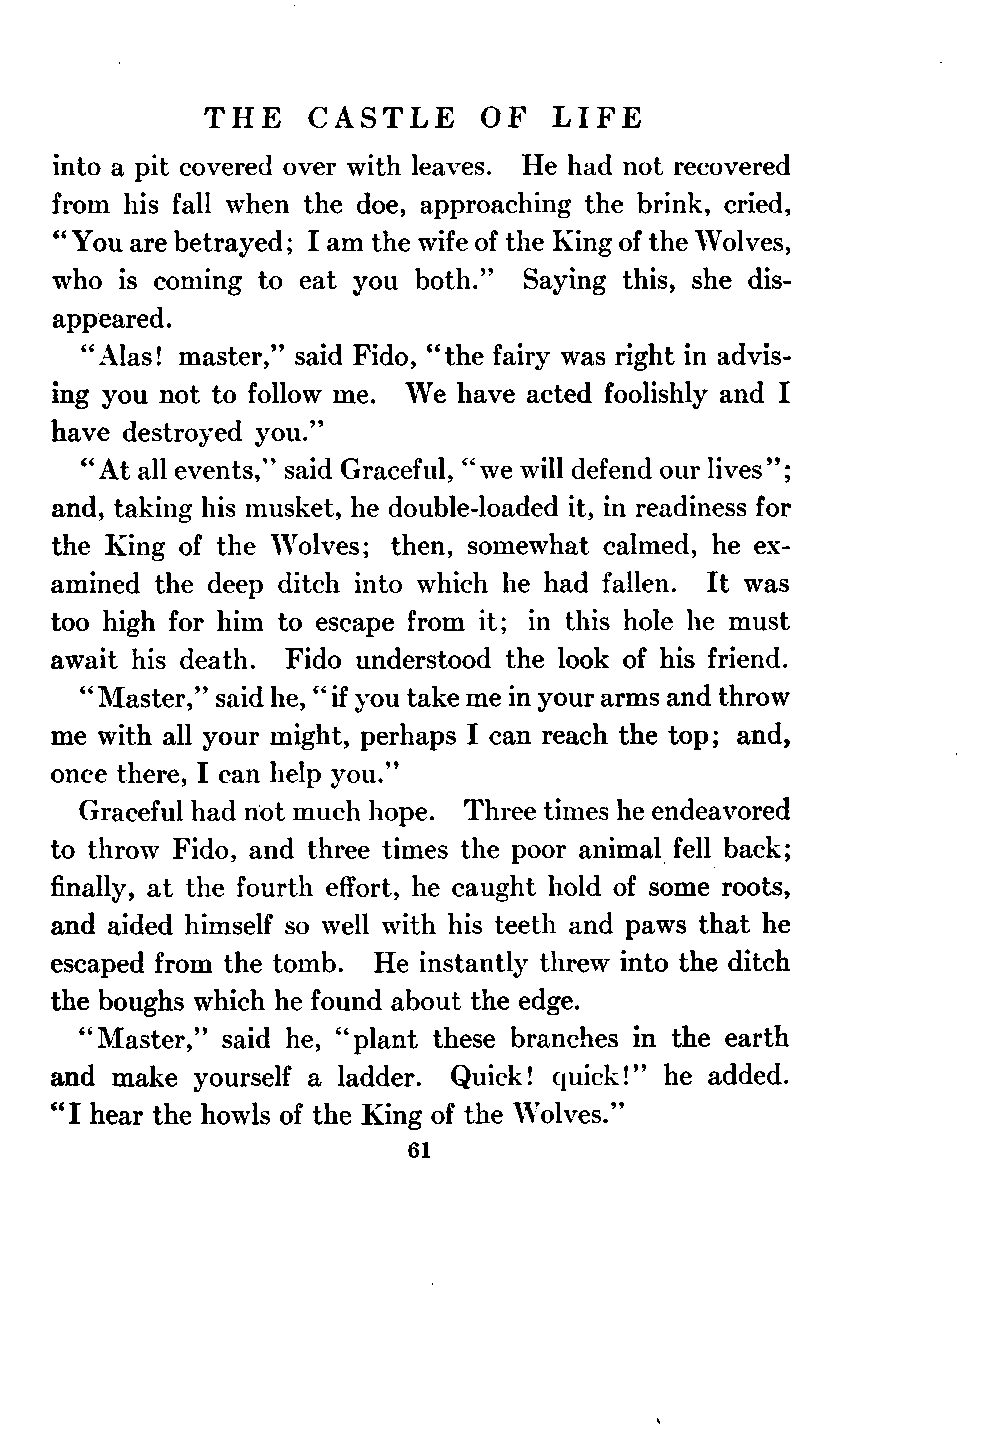 THE CASTLE OF LIFE
into a pit covered over with leaves. He had not recovered
from his fall when the doe, approaching the brink, cried,
“You are betrayed; I am the wife of the King of the Wolves,
who is coming to eat you both.” Saying this, she dis-
appeared.
“Alas! master,” said Fido, “the fairy was right in advis-
ing you not to follow me. We have acted foolishly and I
have destroyed you.”
“At all events,” said Graceful, “we will defend our lives”;
and, taking his musket, he double-loaded it, in readiness for
the King of the Wolves; then, somewhat calmed, he ex-
amined the deep ditch into which he had fallen. It was
too high for him to escape from it; in this hole he must
await his death. Fido understood the look of his friend.
“Master,” said he, “if you take me in your arms and throw
me with all your might, perhaps I can reach the top; and,
once there, I can help you.”
Graceful had not much hope. Three times he endeavored
to throw Fido, and three times the poor animal fell back;
finally, at the fourth effort, he caught hold of some roots,
and aided himself so well with his teeth and paws that he
escaped from the tomb. He instantly threw into the ditch
the boughs which he found about the edge.
“Master,” said he, “plant these branches in the earth
and make yourself a ladder. Quick! quick!” he added.
“I hear the howls of the King of the Wolves.”
61